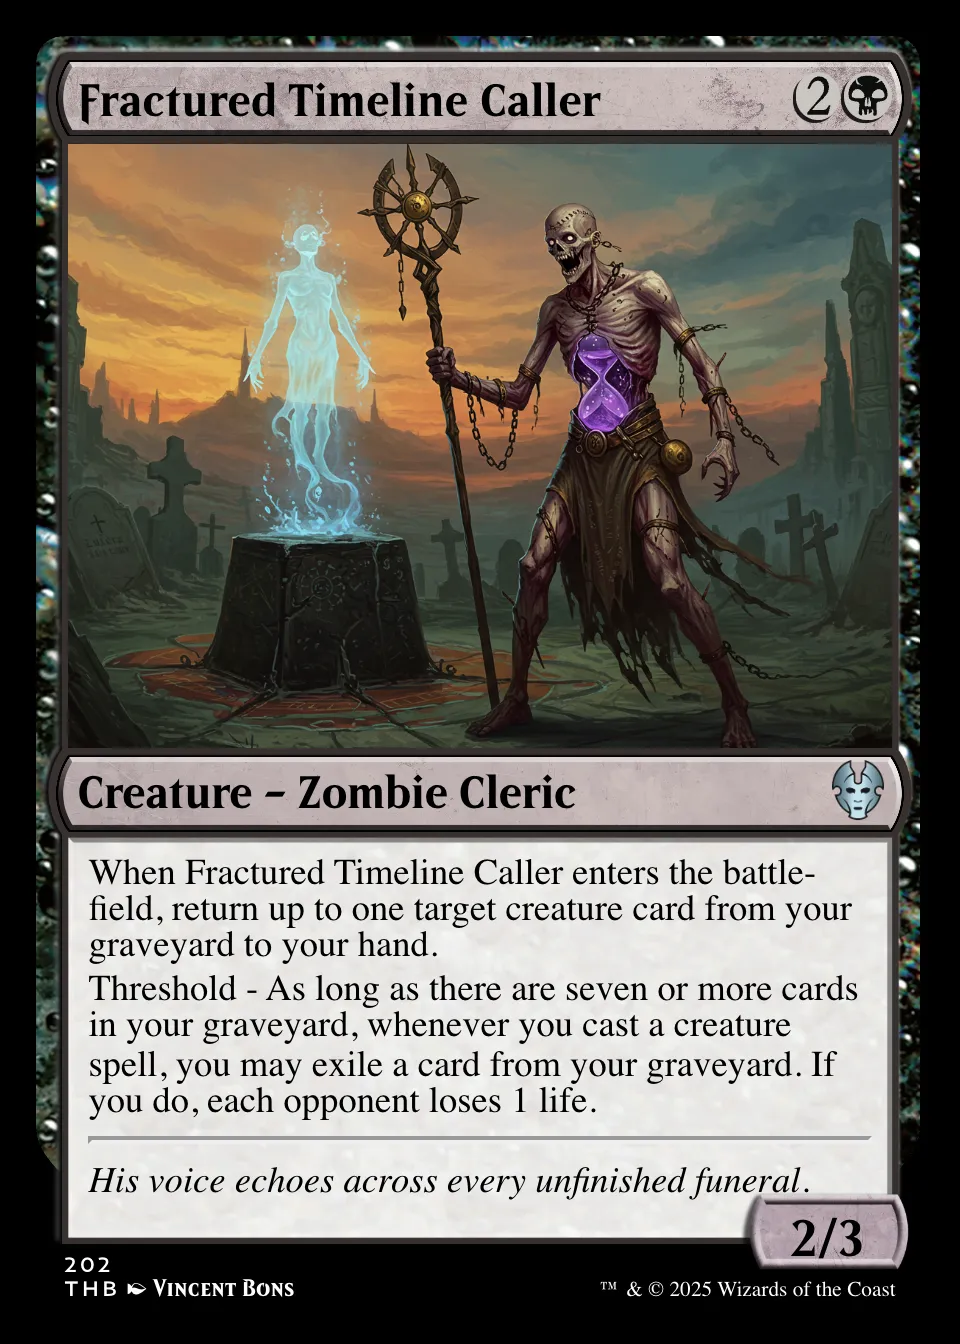 Fractured Timeline Caller 2
Creature – Zombie Cleric
When Fractured Timeline Caller enters the battle-
field, return up to one target creature card from your
graveyard to your hand.
Threshold - As long as there are seven or more cards
in your graveyard, whenever you cast a creature
spell, you may exile a card from your graveyard. If
you do, each opponent loses 1 life.
His voice echoes across every unfinished funeral.
2/3
202
THB VINCENT BONS
™ & © 2025 Wizards of the Coast